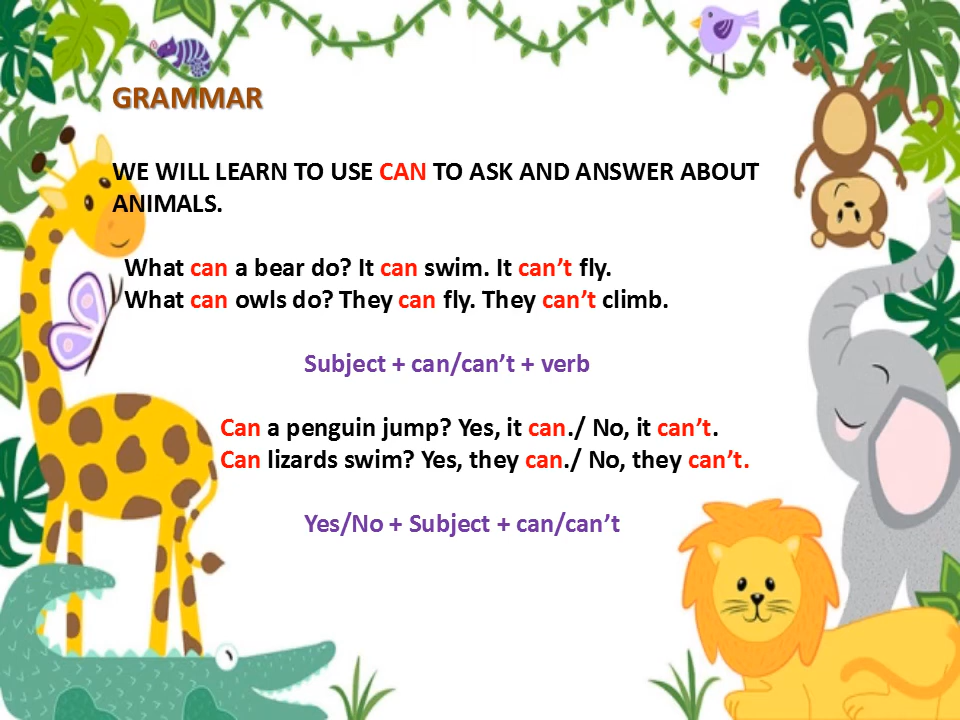 GRAMMAR
WE WILL LEARN TO USE CAN TO ASK AND ANSWER ABOUT
ANIMALS.
What can a bear do? It can swim. It can’t fly.
What can owls do? They can fly. They can’t climb.
Subject + can/can’t + verb
Can a penguin jump? Yes, it can./ No, it can’t.
Can lizards swim? Yes, they can./ No, they can’t.
Yes/No + Subject + can/can’t